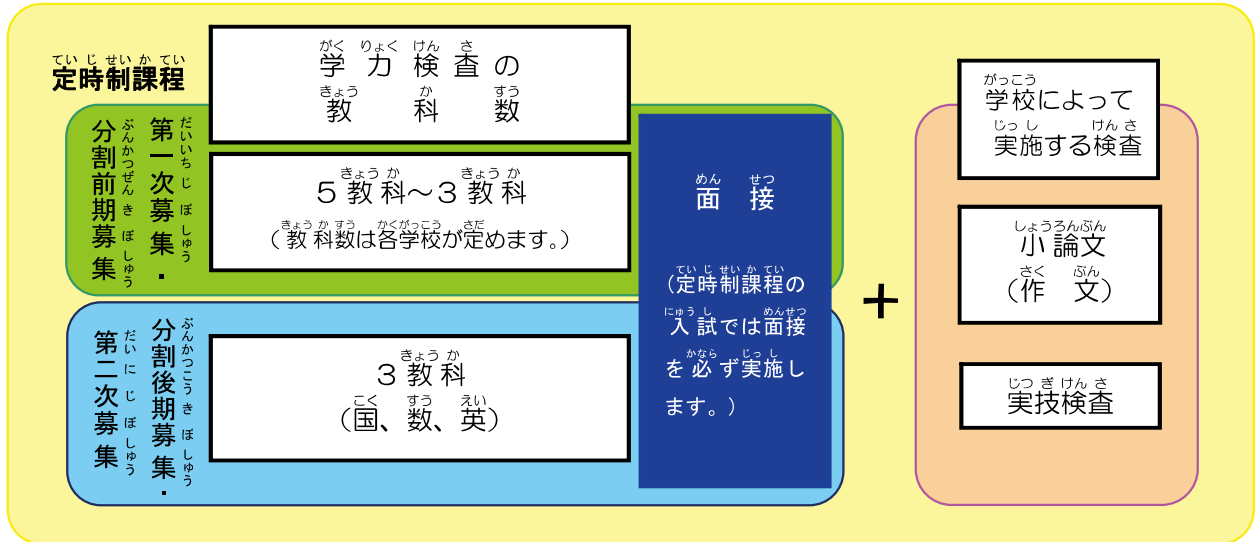 定時制課程
学力検査の
教科数
第一次募集・
分割前期募集
5教科～3教科
(教科数は各学校が定めます。)
分割後期募集・
第二次募集
3教科
(国、数、英)
面接
(定時制課程の
入試では面接
を必ず実施し
ます。)
+
学校によって
実施する検査
小論文
(作文)
実技検査